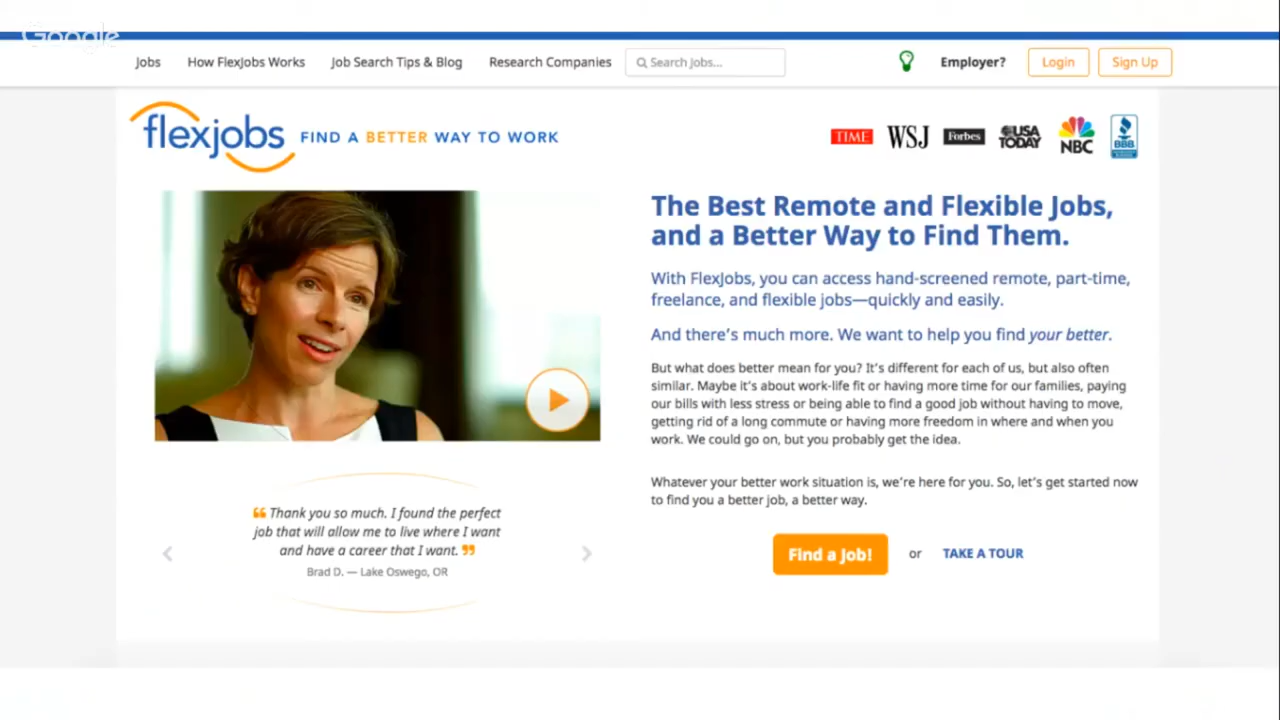 Google
Jobs How FlexJobs Works Job Search Tips & Blog Research Companies Search Jobs... Employer? Login Sign Up
flexjobs FIND A BETTER WAY TO WORK
TIME WSJ Forbes USA TODAY NBC BBB
The Best Remote and Flexible Jobs,
and a Better Way to Find Them.
With FlexJobs, you can access hand-screened remote, part-time,
freelance, and flexible jobs—quickly and easily.
And there's much more. We want to help you find your better.
But what does better mean for you? It's different for each of us, but also often
similar. Maybe it's about work-life fit or having more time for our families, paying
our bills with less stress or being able to find a good job without having to move,
getting rid of a long commute or having more freedom in where and when you
work. We could go on, but you probably get the idea.
Whatever your better work situation is, we're here for you. So, let's get started now
to find you a better job, a better way.
Find a Job! or TAKE A TOUR
❝ Thank you so much. I found the perfect
job that will allow me to live where I want
and have a career that I want. ❞
Brad D. — Lake Oswego, OR